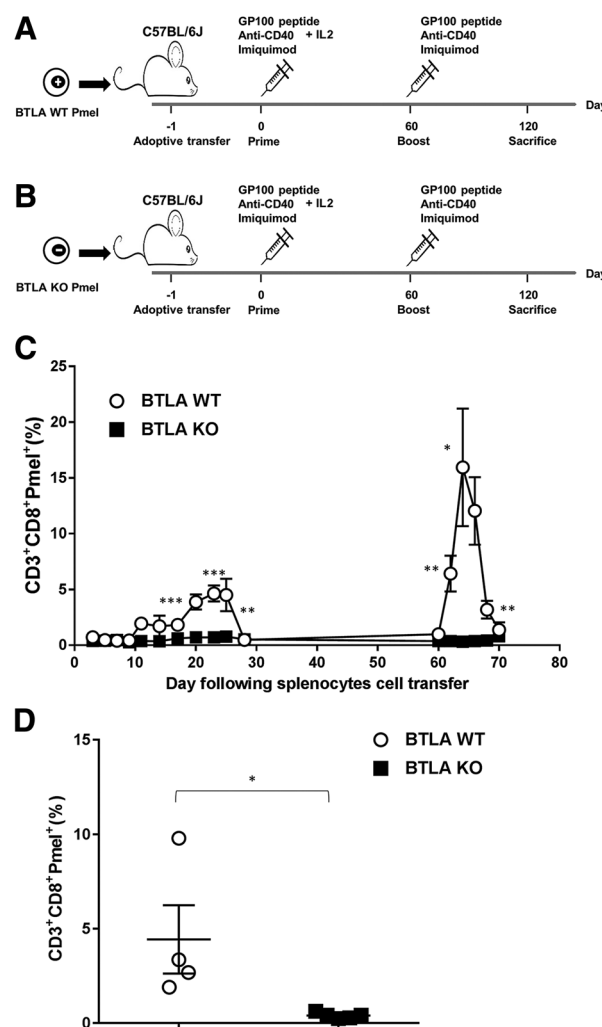 A
C57BL/6J
GP100 peptide
Anti-CD40 + IL2
Imiquimod
GP100 peptide
Anti-CD40
Imiquimod
BTLA WT Pmel
-1
0
60
120
Adoptive transfer
Prime
Boost
Sacrifice
B
C57BL/6J
GP100 peptide
Anti-CD40 + IL2
Imiquimod
GP100 peptide
Anti-CD40
Imiquimod
BTLA KO Pmel
-1
0
60
120
Adoptive transfer
Prime
Boost
Sacrifice
C
CD3+CD8+Pmel+(%)
25
20
15
10
5
0
BTLA WT
BTLA KO
***
***
**
**
*
**
0 10 20 30 40 50 60 70 80
Day following splenocytes cell transfer
D
CD3+CD8+Pmel+(%)
15
10
5
0
BTLA WT
BTLA KO
*